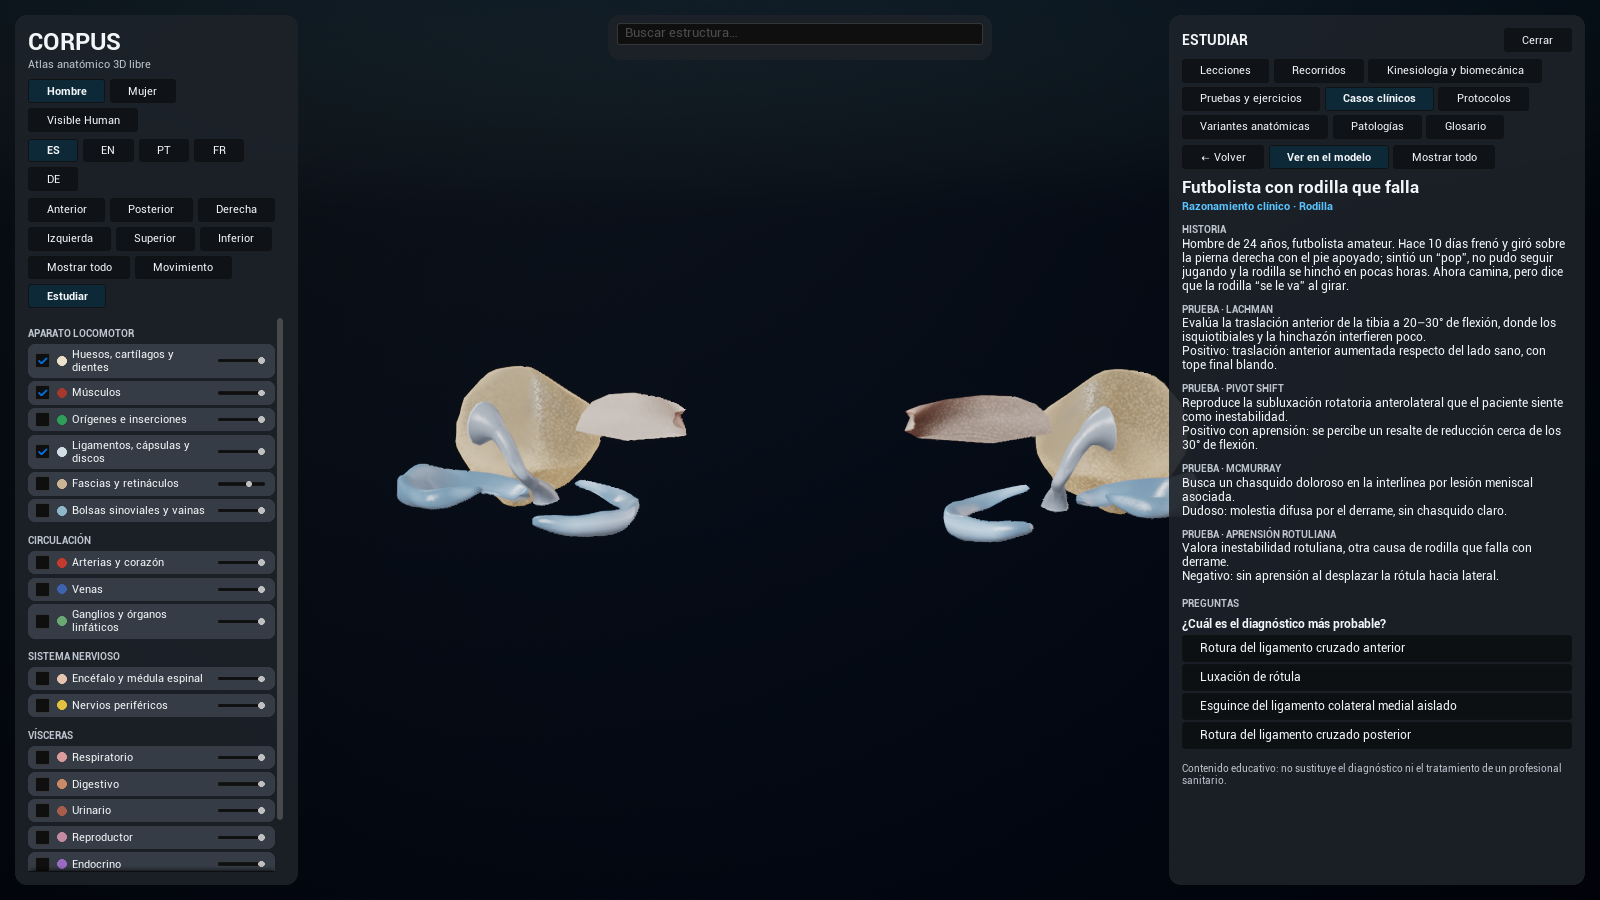 CORPUS
Atlas anatómico 3D libre
Hombre
Mujer
Visible Human
ES
EN
PT
FR
DE
Anterior
Posterior
Derecha
Izquierda
Superior
Inferior
Mostrar todo
Movimiento
Estudiar
APARATO LOCOMOTOR
Huesos, cartílagos y
dientes
Músculos
Orígenes e inserciones
Ligamentos, cápsulas y
discos
Fascias y retináculos
Bolsas sinoviales y vainas
CIRCULACIÓN
Arterias y corazón
Venas
Ganglios y órganos
linfáticos
SISTEMA NERVIOSO
Encéfalo y médula espinal
Nervios periféricos
VÍSCERAS
Respiratorio
Digestivo
Urinario
Reproductor
Endocrino
Buscar estructura...
ESTUDIAR
Cerrar
Lecciones
Recorridos
Kinesiología y biomecánica
Pruebas y ejercicios
Casos clínicos
Protocolos
Variantes anatómicas
Patologías
Glosario
← Volver
Ver en el modelo
Mostrar todo
Futbolista con rodilla que falla
Razonamiento clínico · Rodilla
HISTORIA
Hombre de 24 años, futbolista amateur. Hace 10 días frenó y giró sobre
la pierna derecha con el pie apoyado; sintió un “pop”, no pudo seguir
jugando y la rodilla se hinchó en pocas horas. Ahora camina, pero dice
que la rodilla “se le va” al girar.
PRUEBA · LACHMAN
Evalúa la traslación anterior de la tibia a 20–30° de flexión, donde los
isquiotibiales y la hinchazón interfieren poco.
Positivo: traslación anterior aumentada respecto del lado sano, con
tope final blando.
PRUEBA · PIVOT SHIFT
Reproduce la subluxación rotatoria anterolateral que el paciente siente
como inestabilidad.
Positivo con aprensión: se percibe un resalte de reducción cerca de los
30° de flexión.
PRUEBA · MCMURRAY
Busca un chasquido doloroso en la interlínea por lesión meniscal
asociada.
Dudoso: molestia difusa por el derrame, sin chasquido claro.
PRUEBA · APRENSIÓN ROTULIANA
Valora inestabilidad rotuliana, otra causa de rodilla que falla con
derrame.
Negativo: sin aprensión al desplazar la rótula hacia lateral.
PREGUNTAS
¿Cuál es el diagnóstico más probable?
Rotura del ligamento cruzado anterior
Luxación de rótula
Esguince del ligamento colateral medial aislado
Rotura del ligamento cruzado posterior
Contenido educativo: no sustituye el diagnóstico ni el tratamiento de un profesional
sanitario.